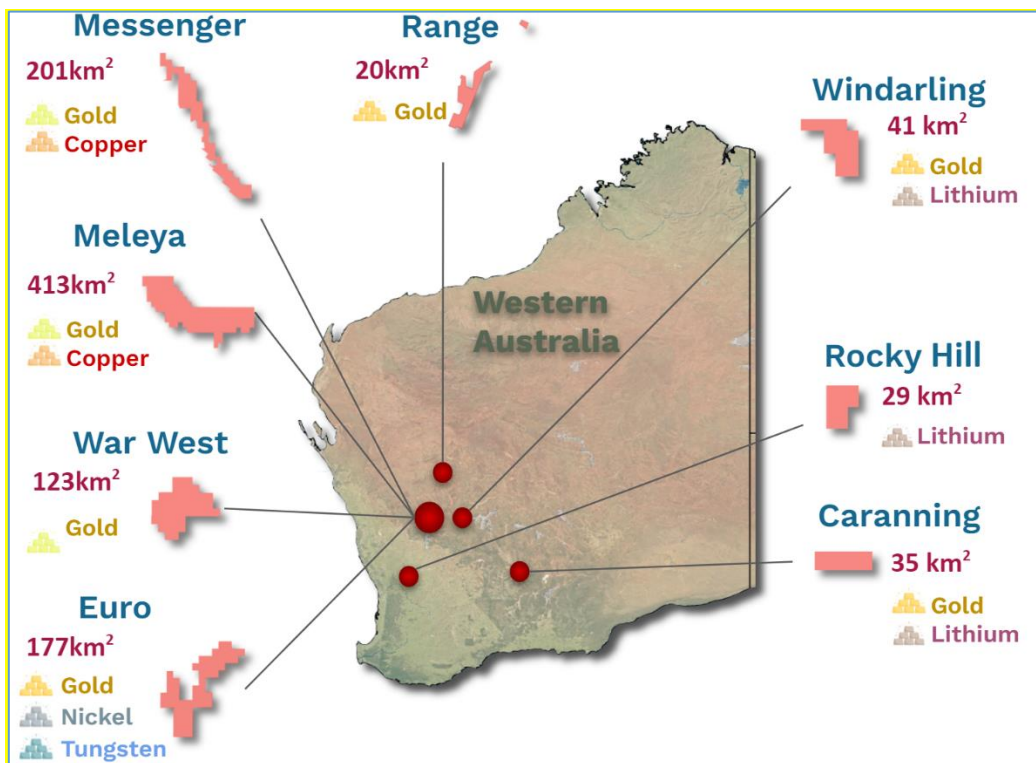 Messenger
201km²
Gold
Copper
Range
20km²
Gold
Windarling
41 km²
Gold
Lithium
Meleya
413km²
Gold
Copper
Western
Australia
Rocky Hill
29 km²
Lithium
War West
123km²
Gold
Caranning
35 km²
Gold
Lithium
Euro
177km²
Gold
Nickel
Tungsten